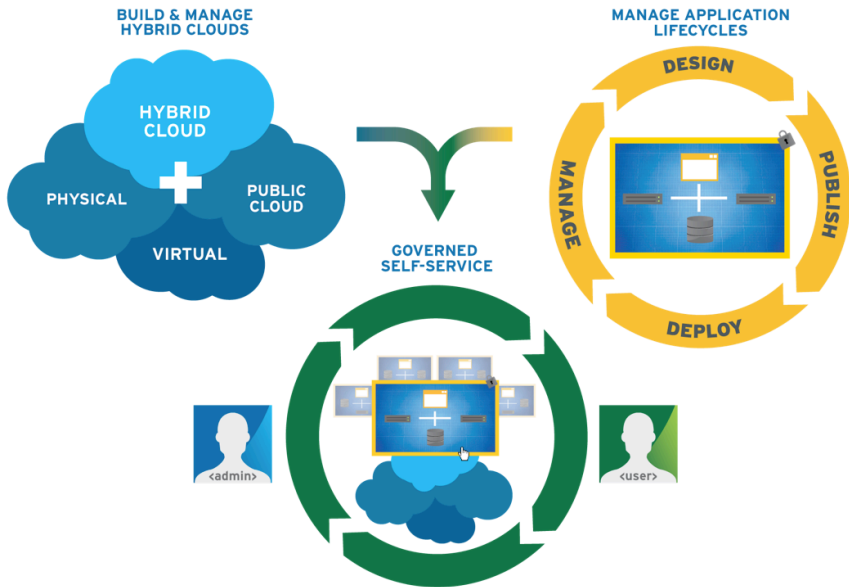 BUILD & MANAGE
HYBRID CLOUDS
HYBRID
CLOUD
PHYSICAL
PUBLIC
CLOUD
VIRTUAL
MANAGE APPLICATION
LIFECYCLES
DESIGN
PUBLISH
DEPLOY
MANAGE
GOVERNED
SELF-SERVICE
<admin>
<user>